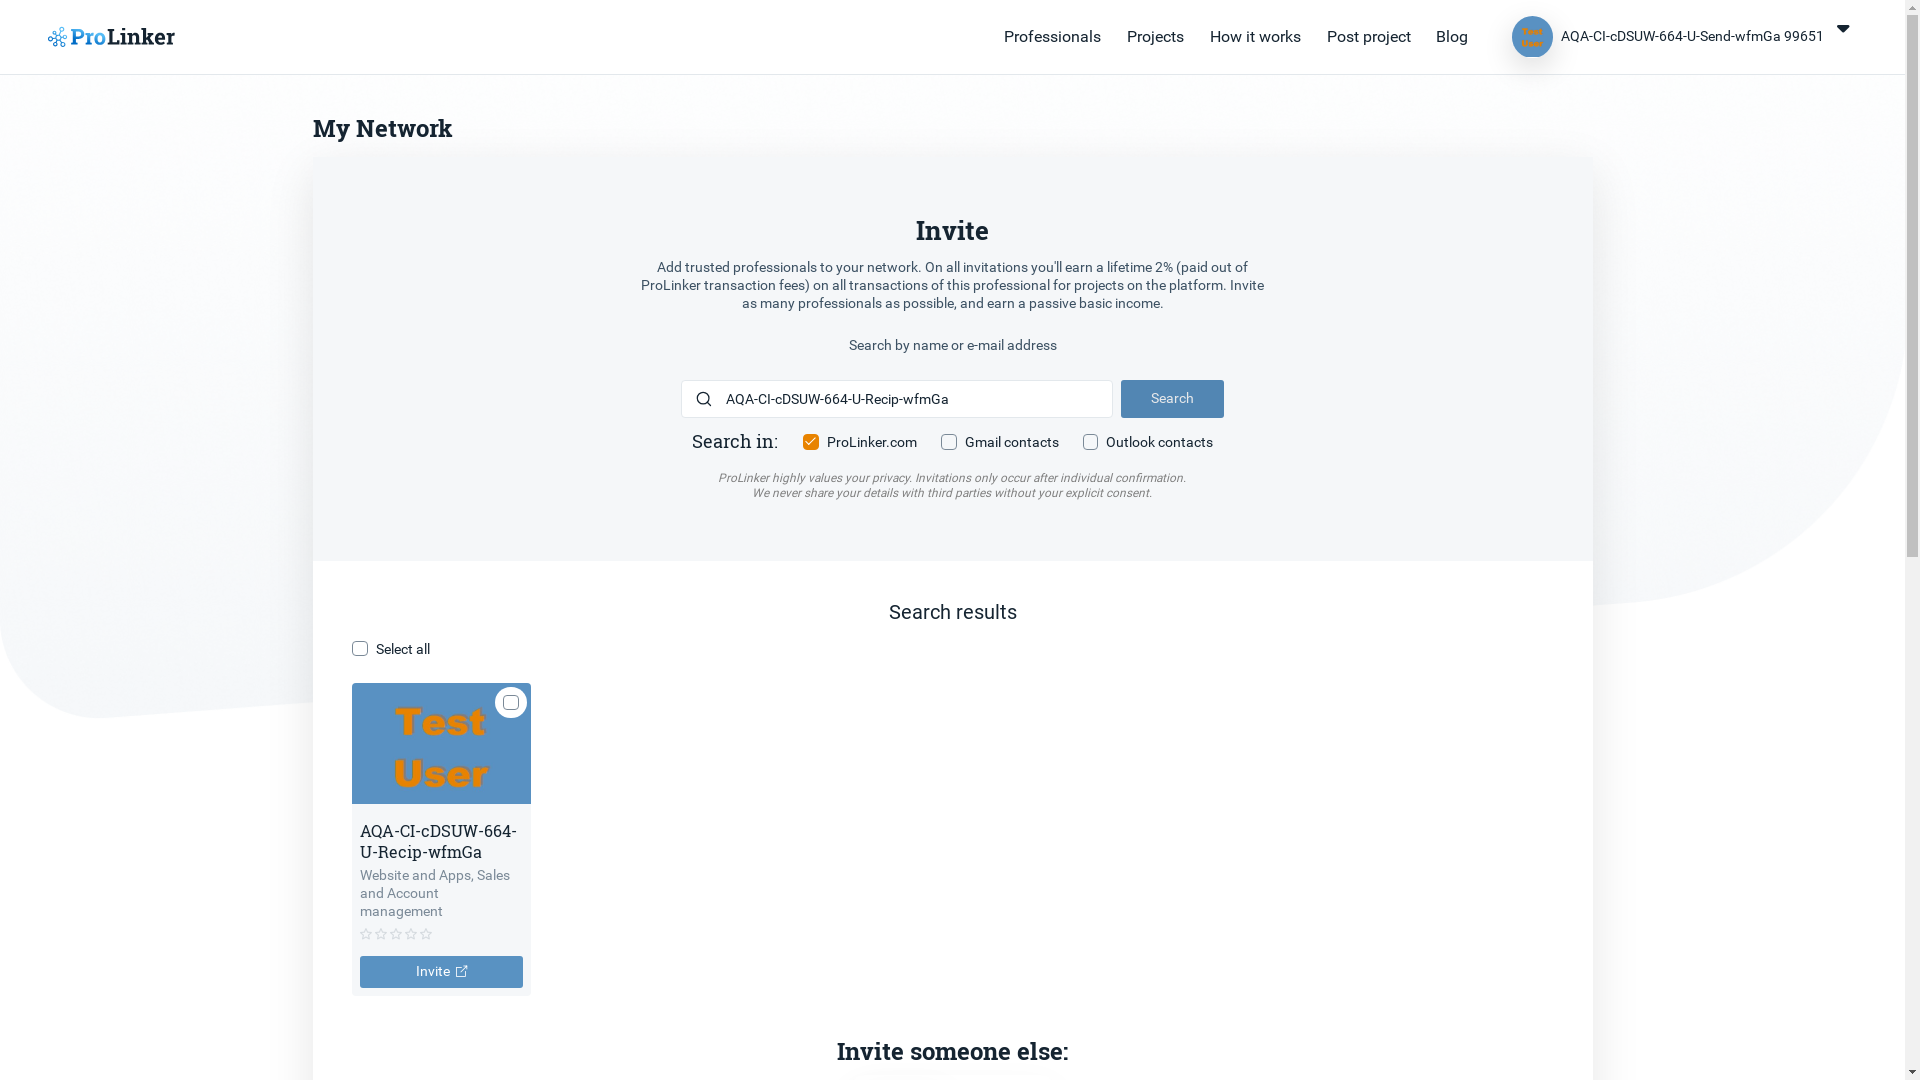 ProLinker
Professionals
Projects
How it works
Post project
Blog
Test
User
AQA-CI-cDSUW-664-U-Send-wfmGa 99651
My Network
Invite
Add trusted professionals to your network. On all invitations you'll earn a lifetime 2% (paid out of
ProLinker transaction fees) on all transactions of this professional for projects on the platform. Invite
as many professionals as possible, and earn a passive basic income.
Search by name or e-mail address
AQA-CI-cDSUW-664-U-Recip-wfmGa
Search
Search in:
ProLinker.com
Gmail contacts
Outlook contacts
ProLinker highly values your privacy. Invitations only occur after individual confirmation.
We never share your details with third parties without your explicit consent.
Search results
Select all
Test
User
AQA-CI-cDSUW-664-
U-Recip-wfmGa
Website and Apps, Sales
and Account
management
Invite
Invite someone else: